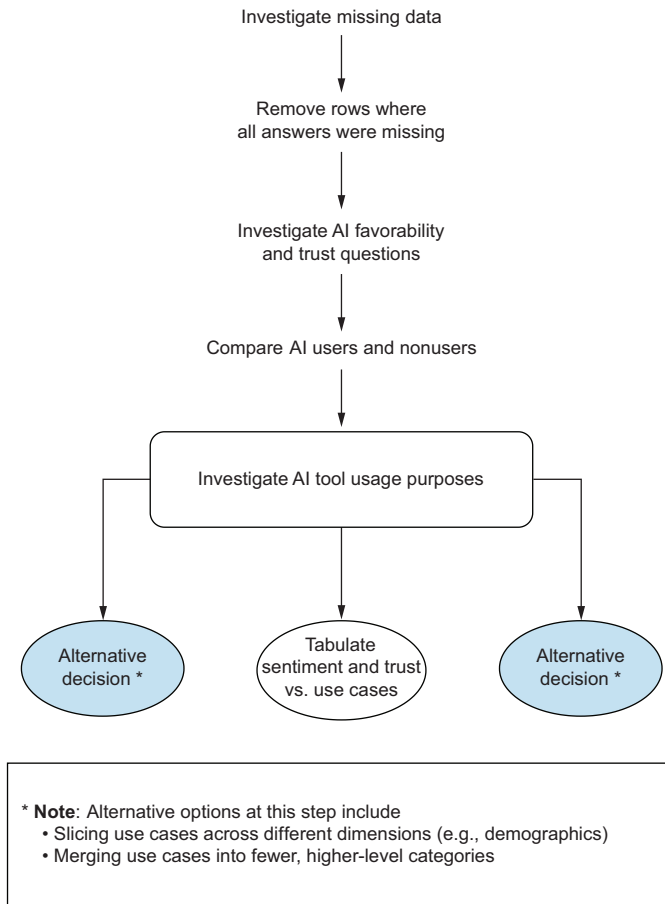 Investigate missing data
Remove rows where
all answers were missing
Investigate AI favorability
and trust questions
Compare AI users and nonusers
Investigate AI tool usage purposes
Alternative
decision *
Tabulate
sentiment and trust
vs. use cases
Alternative
decision *
* Note: Alternative options at this step include
• Slicing use cases across different dimensions (e.g., demographics)
• Merging use cases into fewer, higher-level categories